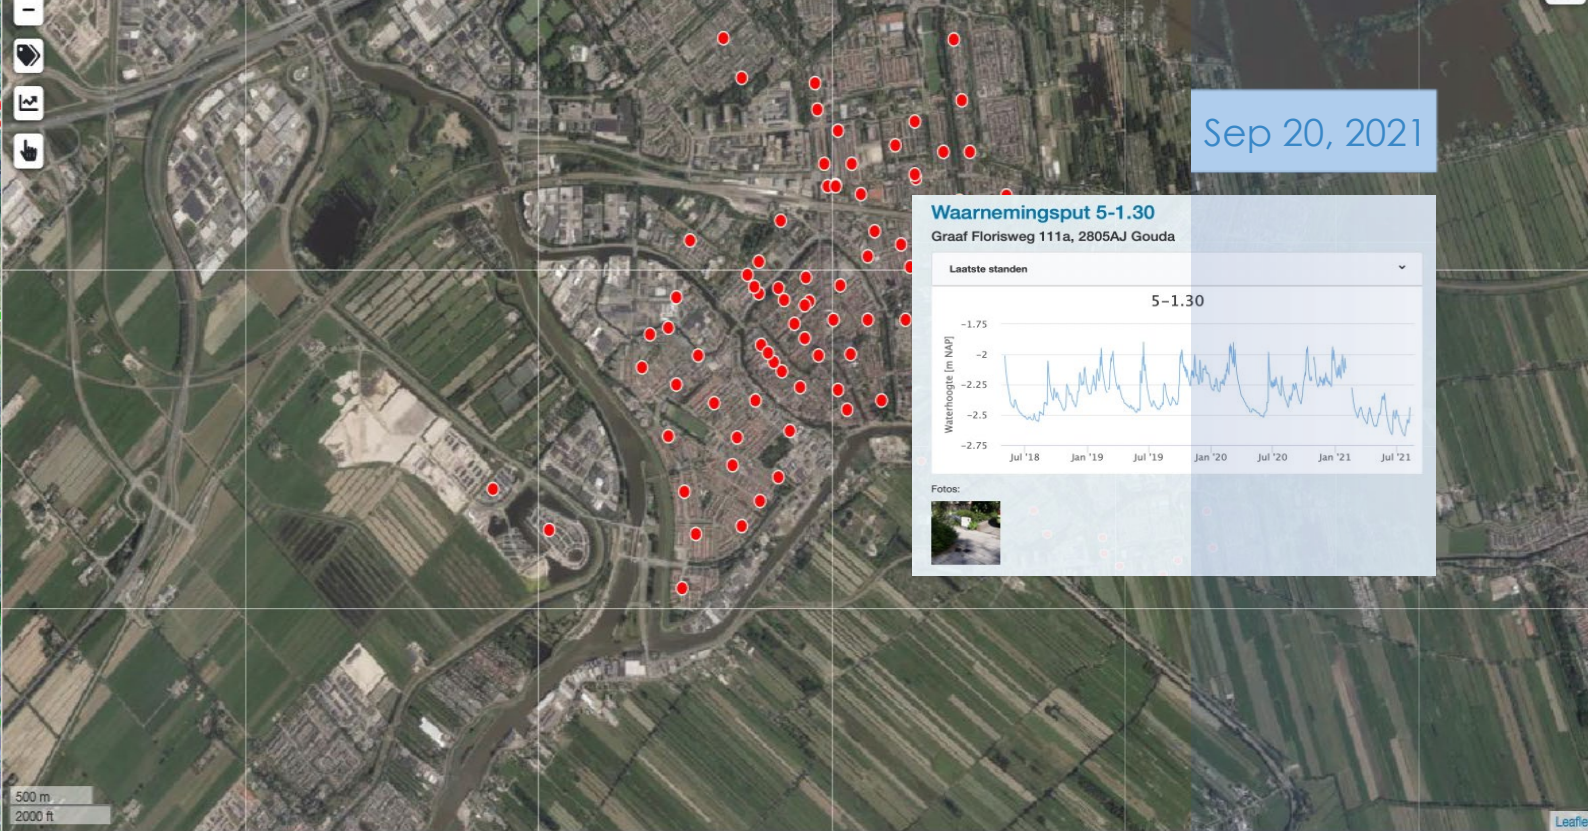 Sep 20, 2021
Waarnemingsput 5-1.30
Graaf Florisweg 111a, 2805AJ Gouda
Laatste standen
5-1.30
Waterhoogte [m NAP]
-1.75
-2
-2.25
-2.5
-2.75
Jul '18 Jan '19 Jul '19 Jan '20 Jul '20 Jan '21 Jul '21
Fotos:
500 m
2000 ft
Leafle